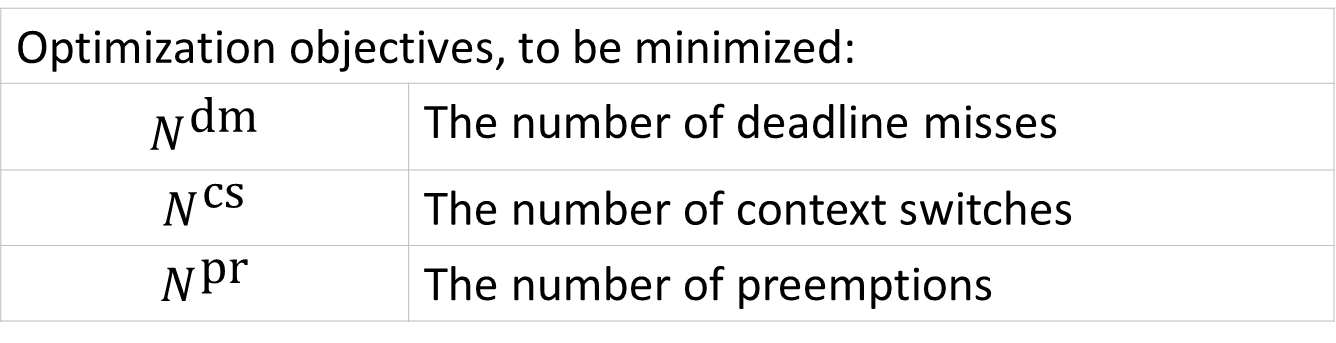 Optimization objectives, to be minimized:
N^dm The number of deadline misses
N^cs The number of context switches
N^pr The number of preemptions